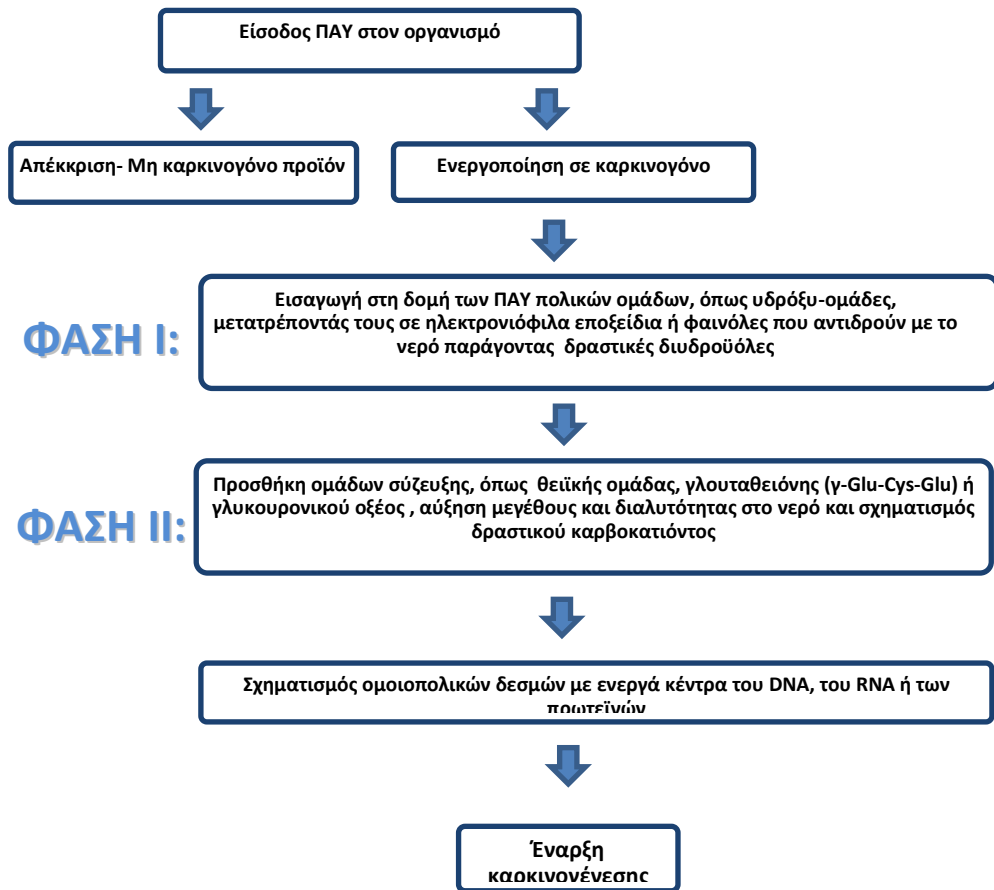 Είσοδος ΠΑΥ στον οργανισμό
Απέκκριση- Μη καρκινογόνο προϊόν
Ενεργοποίηση σε καρκινογόνο
ΦΑΣΗ Ι:
Εισαγωγή στη δομή των ΠΑΥ πολικών ομάδων, όπως υδρόξυ-ομάδες,
μετατρέποντάς τους σε ηλεκτρονιόφιλα εποξείδια ή φαινόλες που αντιδρούν με το
νερό παράγοντας δραστικές διυδροϋόλες
ΦΑΣΗ ΙΙ:
Προσθήκη ομάδων σύζευξης, όπως θειϊκής ομάδας, γλουταθειόνης (γ-Glu-Cys-Glu) ή
γλυκουρονικού οξέος , αύξηση μεγέθους και διαλυτότητας στο νερό και σχηματισμός
δραστικού καρβοκατιόντος
Σχηματισμός ομοιοπολικών δεσμών με ενεργά κέντρα του DNA, του RNA ή των
πρωτεϊνών
Έναρξη
καρκινογένεσης